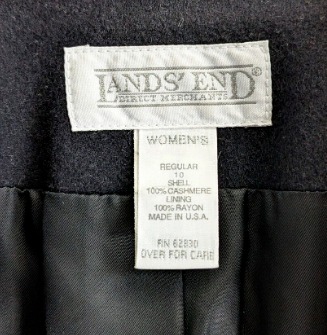 LANDS' END®
DIRECT MERCHANTS
WOMEN'S
REGULAR
10
SHELL
100% CASHMERE
LINING
100% RAYON
MADE IN U.S.A.
RN 62830
OVER FOR CARE